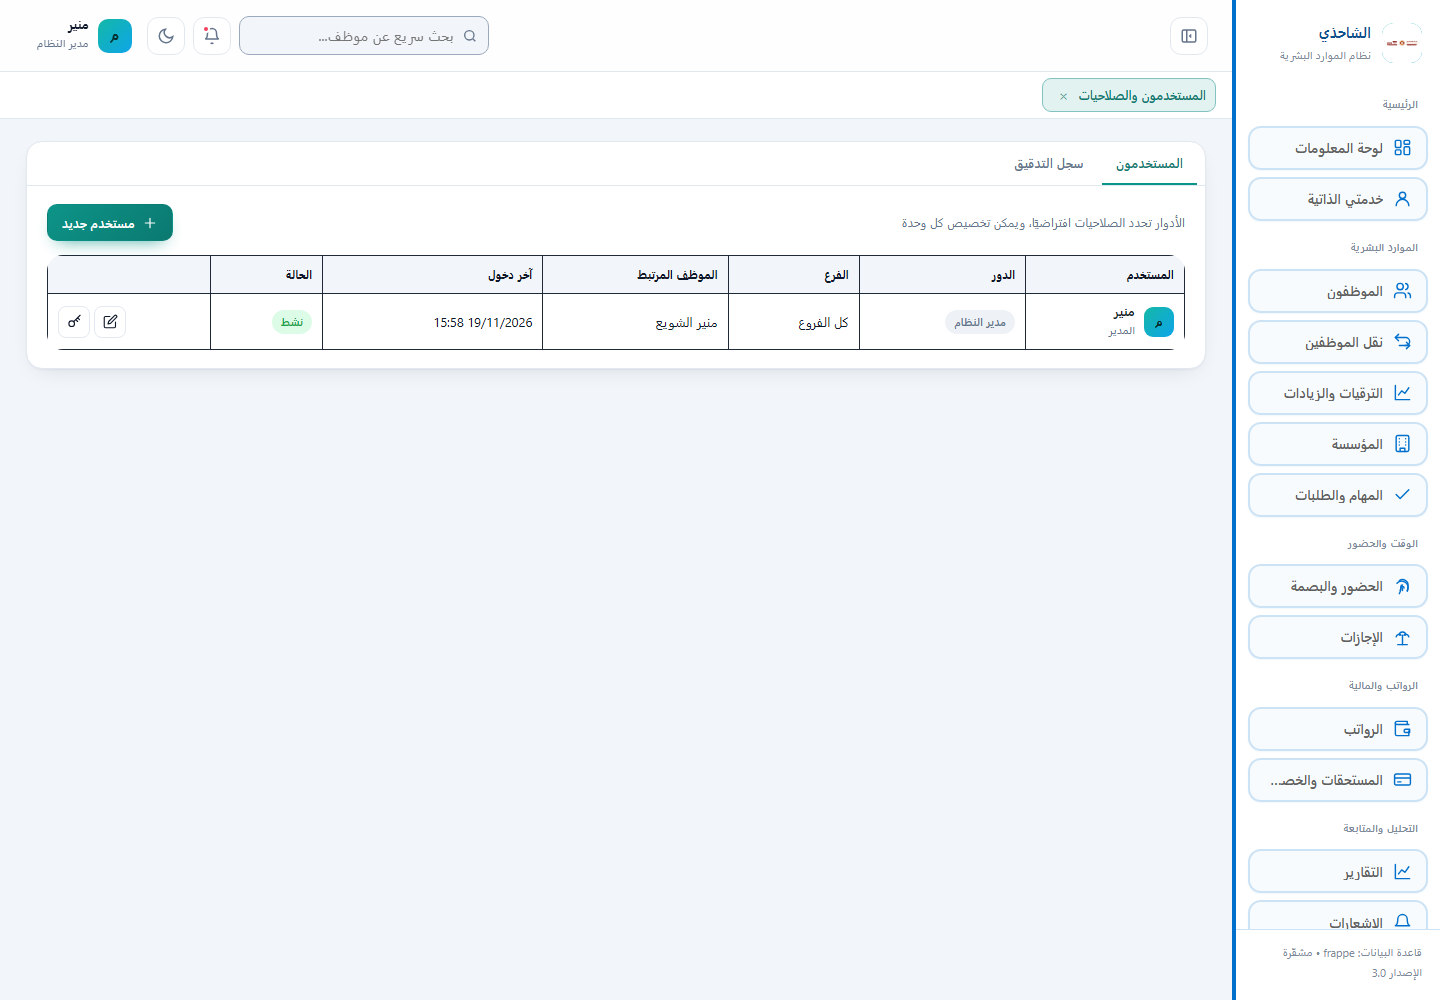 الشاحذي
نظام الموارد البشرية
الرئيسية
لوحة المعلومات
خدمتي الذاتية
الموارد البشرية
الموظفون
نقل الموظفين
الترقيات والزيادات
المؤسسة
المهام والطلبات
الوقت والحضور
الحضور والبصمة
الإجازات
الرواتب والمالية
الرواتب
المستحقات والخصـ...
التحليل والمتابعة
التقارير
الإشعارات
قاعدة البيانات: frappe • مشفّرة
الإصدار 3.0
بحث سريع عن موظف...
م
منير
مدير النظام
المستخدمون والصلاحيات ×
المستخدمون
سجل التدقيق
الأدوار تحدد الصلاحيات افتراضيًا، ويمكن تخصيص كل وحدة
+ مستخدم جديد
المستخدم الدور الفرع الموظف المرتبط آخر دخول الحالة
م منير مدير النظام كل الفروع منير الشويع 19/11/2026 15:58 نشط
المدير